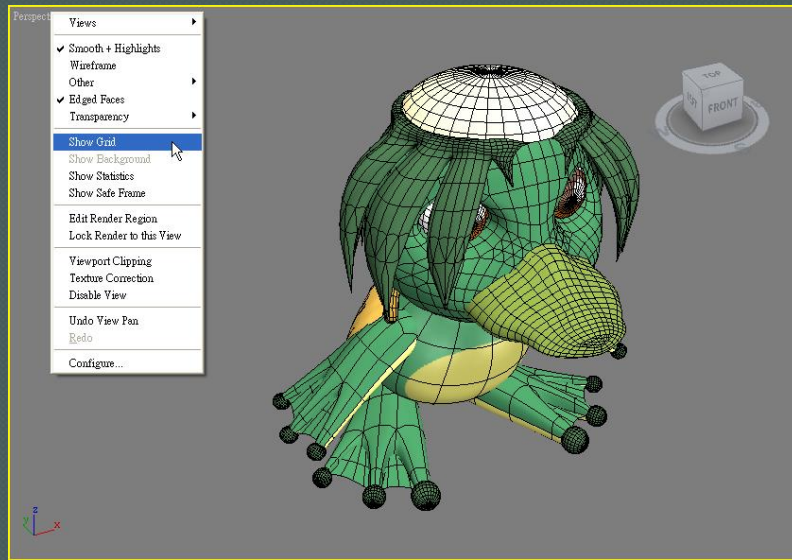 Perspect
Views
Smooth + Highlights
Wireframe
Other
Edged Faces
Transparency
Show Grid
Show Background
Show Statistics
Show Safe Frame
Edit Render Region
Lock Render to this View
Viewport Clipping
Texture Correction
Disable View
Undo View Pan
Redo
Configure...
TOP
FRONT
z
y
x